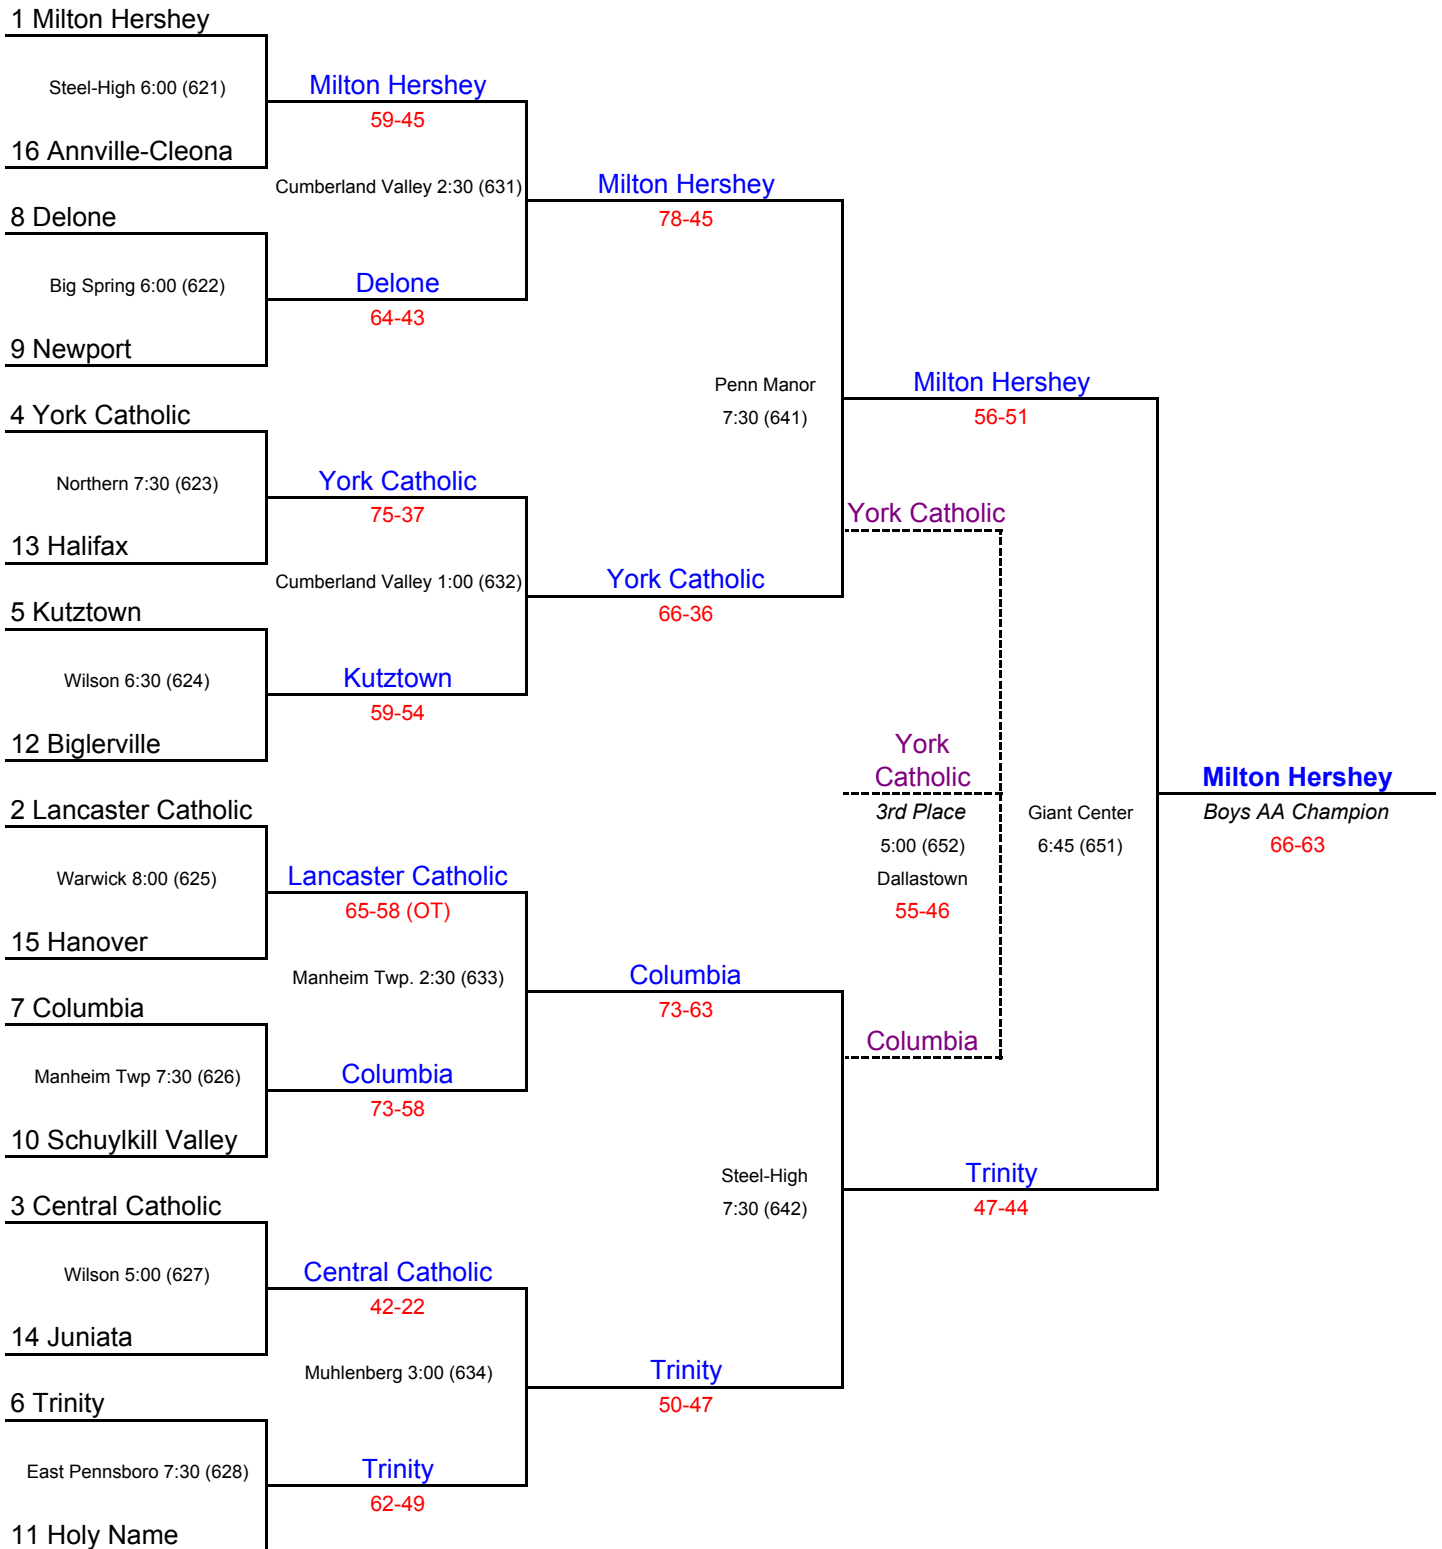 1 Milton Hershey
Steel-High 6:00 (621)
Milton Hershey
59-45
16 Annville-Cleona
Cumberland Valley 2:30 (631)
Milton Hershey
78-45
8 Delone
Big Spring 6:00 (622)
Delone
64-43
9 Newport
Penn Manor
7:30 (641)
Milton Hershey
56-51
4 York Catholic
Northern 7:30 (623)
York Catholic
75-37
York Catholic
13 Halifax
Cumberland Valley 1:00 (632)
York Catholic
66-36
5 Kutztown
Wilson 6:30 (624)
Kutztown
59-54
12 Biglerville
York
Catholic
3rd Place
5:00 (652)
Dallastown
55-46
Giant Center
6:45 (651)
Milton Hershey
Boys AA Champion
66-63
2 Lancaster Catholic
Warwick 8:00 (625)
Lancaster Catholic
65-58 (OT)
15 Hanover
Manheim Twp. 2:30 (633)
Columbia
73-63
7 Columbia
Columbia
Manheim Twp 7:30 (626)
Columbia
73-58
10 Schuylkill Valley
Steel-High
7:30 (642)
Trinity
47-44
3 Central Catholic
Wilson 5:00 (627)
Central Catholic
42-22
14 Juniata
Muhlenberg 3:00 (634)
Trinity
50-47
6 Trinity
East Pennsboro 7:30 (628)
Trinity
62-49
11 Holy Name